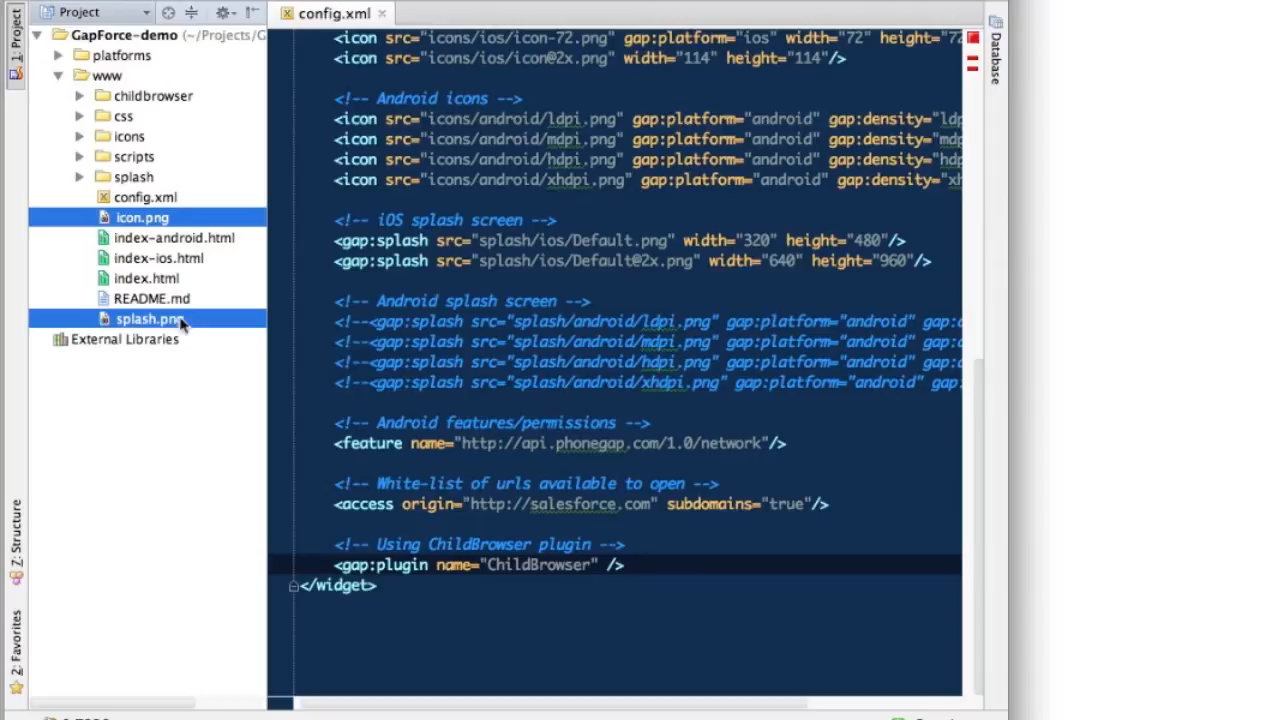 Project
config.xml
1: Project
GapForce-demo (~/Projects/G
platforms
www
childbrowser
css
icons
scripts
splash
config.xml
icon.png
index-android.html
index-ios.html
index.html
README.md
splash.png
External Libraries
Z: Structure
2: Favorites
<icon src="icons/ios/icon-72.png" gap:platform="ios" width="72" height="72
<icon src="icons/ios/icon@2x.png" width="114" height="114"/>
<!-- Android icons -->
<icon src="icons/android/ldpi.png" gap:platform="android" gap:density="ldp
<icon src="icons/android/mdpi.png" gap:platform="android" gap:density="mdp
<icon src="icons/android/hdpi.png" gap:platform="android" gap:density="hdp
<icon src="icons/android/xhdpi.png" gap:platform="android" gap:density="xh
<!-- iOS splash screen -->
<gap:splash src="splash/ios/Default.png" width="320" height="480"/>
<gap:splash src="splash/ios/Default@2x.png" width="640" height="960"/>
<!-- Android splash screen -->
<!--<gap:splash src="splash/android/ldpi.png" gap:platform="android" gap:d
<!--<gap:splash src="splash/android/mdpi.png" gap:platform="android" gap:d
<!--<gap:splash src="splash/android/hdpi.png" gap:platform="android" gap:d
<!--<gap:splash src="splash/android/xhdpi.png" gap:platform="android" gap:
<!-- Android features/permissions -->
<feature name="http://api.phonegap.com/1.0/network"/>
<!-- White-list of urls available to open -->
<access origin="http://salesforce.com" subdomains="true"/>
<!-- Using ChildBrowser plugin -->
<gap:plugin name="ChildBrowser" />
</widget>
Database